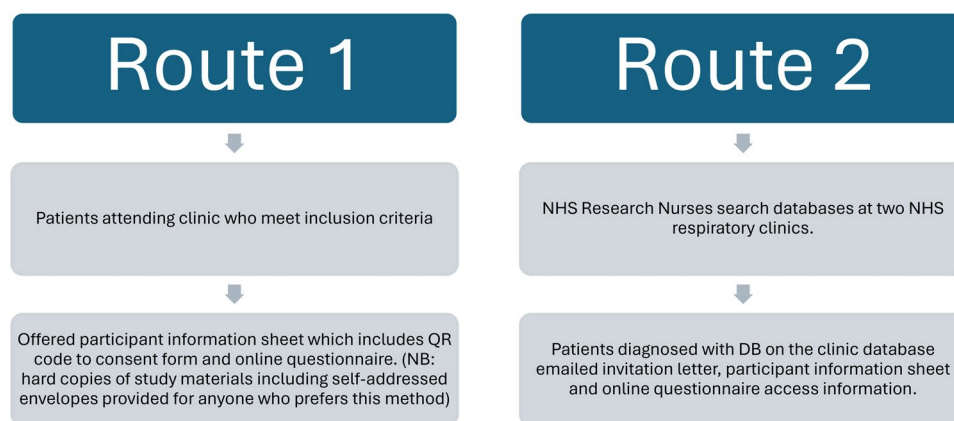 Route 1
Patients attending clinic who meet inclusion criteria
Offered participant information sheet which includes QR
code to consent form and online questionnaire. (NB:
hard copies of study materials including self-addressed
envelopes provided for anyone who prefers this method)
Route 2
NHS Research Nurses search databases at two NHS
respiratory clinics.
Patients diagnosed with DB on the clinic database
emailed invitation letter, participant information sheet
and online questionnaire access information.